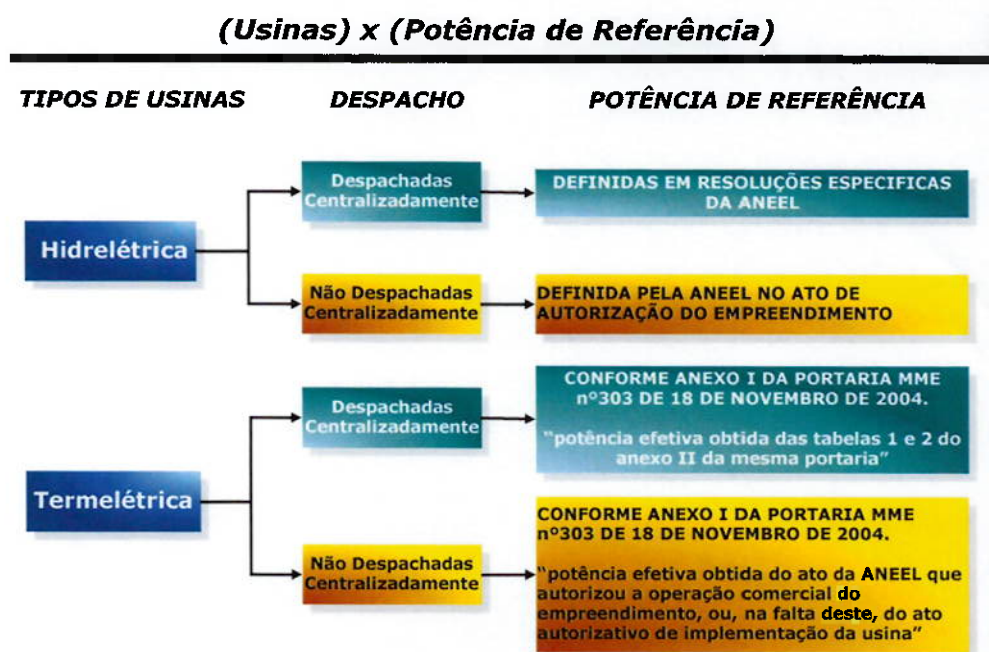 (Usinas) x (Potência de Referência)
TIPOS DE USINAS
DESPACHO
POTÊNCIA DE REFERÊNCIA
Hidrelétrica
Despachadas
Centralizadamente
DEFINIDAS EM RESOLUÇÕES ESPECIFICAS
DA ANEEL
Não Despachadas
Centralizadamente
DEFINIDA PELA ANEEL NO ATO DE
AUTORIZAÇÃO DO EMPREENDIMENTO
Termelétrica
Despachadas
Centralizadamente
CONFORME ANEXO I DA PORTARIA MME
nº303 DE 18 DE NOVEMBRO DE 2004.
"potência efetiva obtida das tabelas 1 e 2 do
anexo II da mesma portaria"
Não Despachadas
Centralizadamente
CONFORME ANEXO I DA PORTARIA MME
nº303 DE 18 DE NOVEMBRO DE 2004.
"potência efetiva obtida do ato da ANEEL que
autorizou a operação comercial do
empreendimento, ou, na falta deste, do ato
autorizativo de implementação da usina"